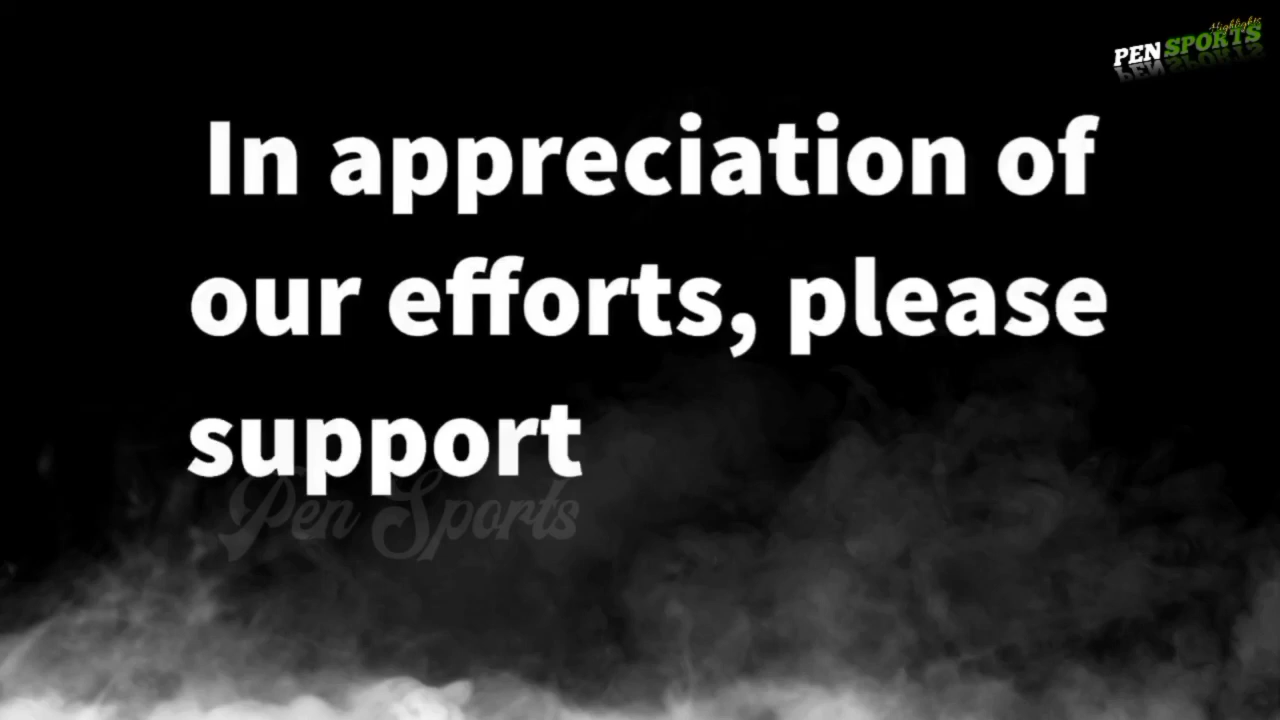 Highlights
PEN SPORTS
In appreciation of
our efforts, please
support
Pen Sports